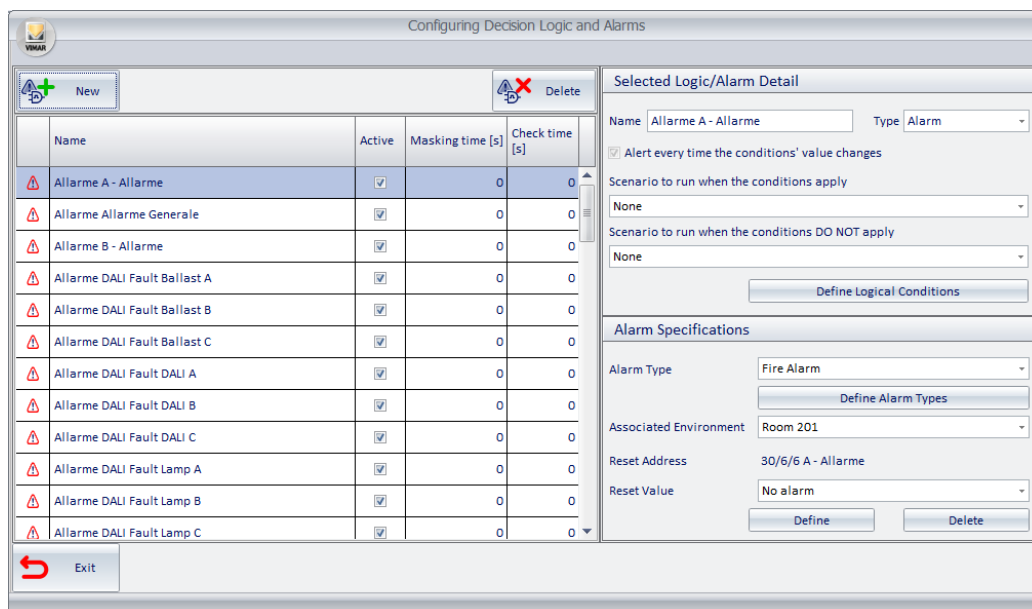 Configuring Decision Logic and Alarms
VIMAR
New
Delete
Name Active Masking time [s] Check time [s]
Allarme A - Allarme 0 0
Allarme Allarme Generale 0 0
Allarme B - Allarme 0 0
Allarme DALI Fault Ballast A 0 0
Allarme DALI Fault Ballast B 0 0
Allarme DALI Fault Ballast C 0 0
Allarme DALI Fault DALI A 0 0
Allarme DALI Fault DALI B 0 0
Allarme DALI Fault DALI C 0 0
Allarme DALI Fault Lamp A 0 0
Allarme DALI Fault Lamp B 0 0
Allarme DALI Fault Lamp C 0 0
Exit
Selected Logic/Alarm Detail
Name Allarme A - Allarme Type Alarm
Alert every time the conditions' value changes
Scenario to run when the conditions apply
None
Scenario to run when the conditions DO NOT apply
None
Define Logical Conditions
Alarm Specifications
Alarm Type Fire Alarm
Define Alarm Types
Associated Environment Room 201
Reset Address 30/6/6 A - Allarme
Reset Value No alarm
Define Delete